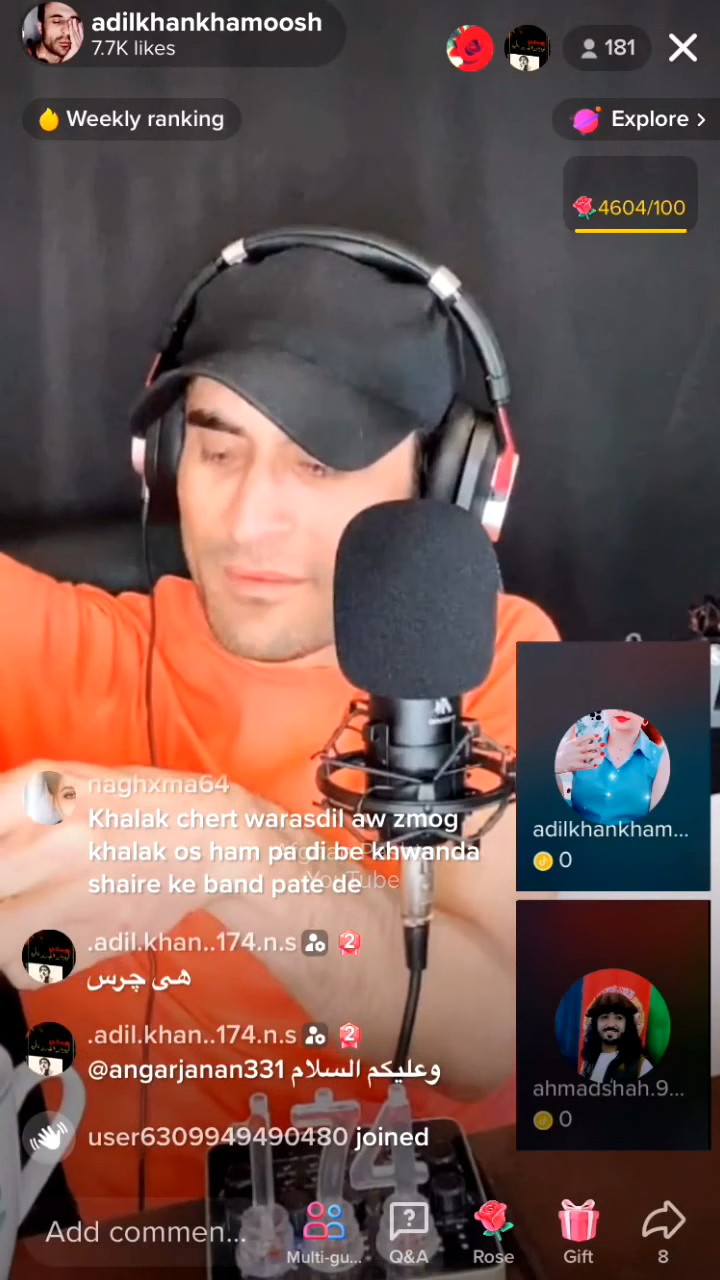 adilkhankhamoosh
7.7K likes
181
Weekly ranking
Explore
4604/100
naghxma64
Khalak chert warasdil aw zmog
khalak os ham pa di be khwanda
shaire ke band pate de
YouTube
.adil.khan..174.n.s 2
هی چرس
.adil.khan..174.n.s 2
@angarjanan331 وعلیکم السلام
user6309949490480 joined
adilkhankham...
0
ahmadshah.9...
0
174
Add commen...
Multi-gu...
Q&A
Rose
Gift
8